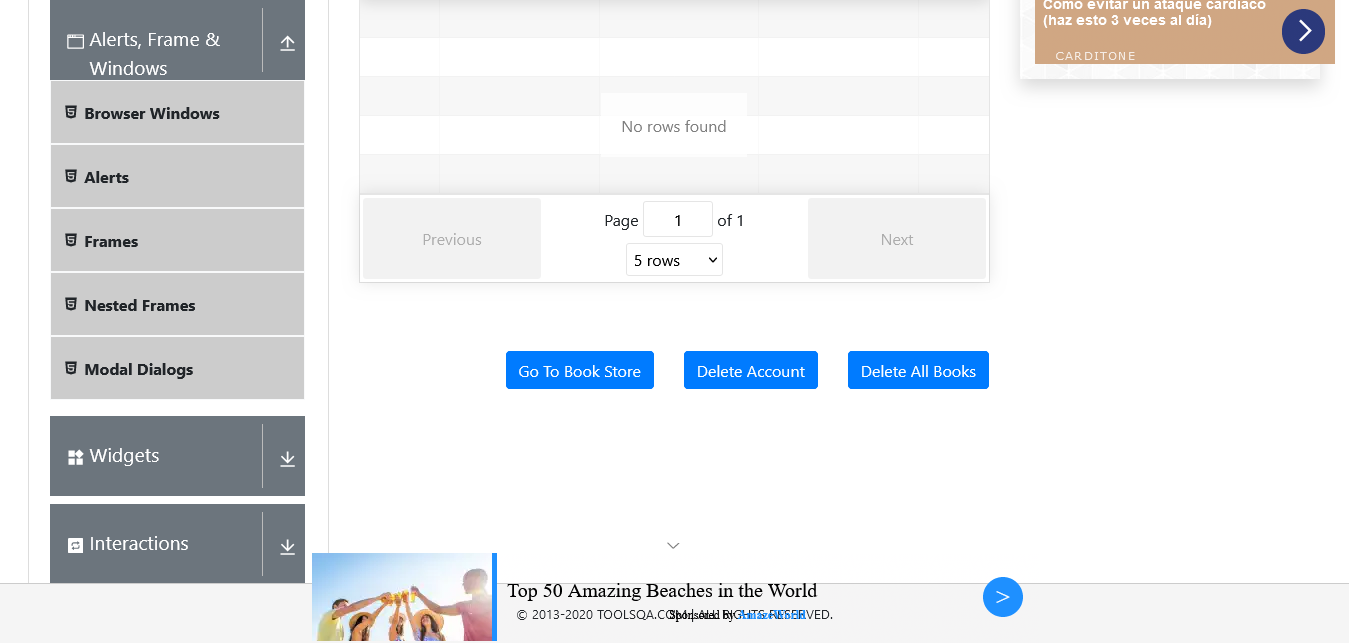 Alerts, Frame &
Windows
Browser Windows
Alerts
Frames
Nested Frames
Modal Dialogs
Widgets
Interactions
No rows found
Previous
Page 1 of 1
5 rows
Next
Go To Book Store
Delete Account
Delete All Books
Cómo evitar un ataque cardíaco
(haz esto 3 veces al día)
CARDITONE
Top 50 Amazing Beaches in the World
>
© 2013-2020 TOOLSQA.COM | ALL RIGHTS RESERVED.
Sponsored By